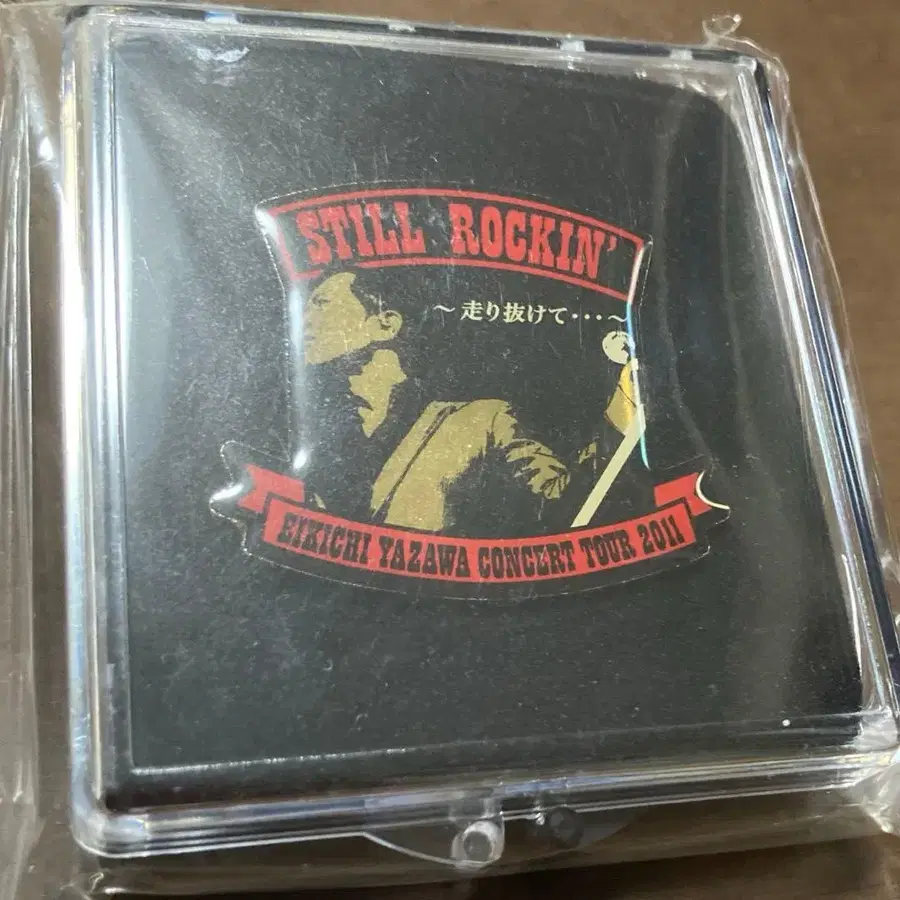 STILL ROCKIN'
～走り抜けて・・・～
EIKICHI YAZAWA CONCERT TOUR 2011